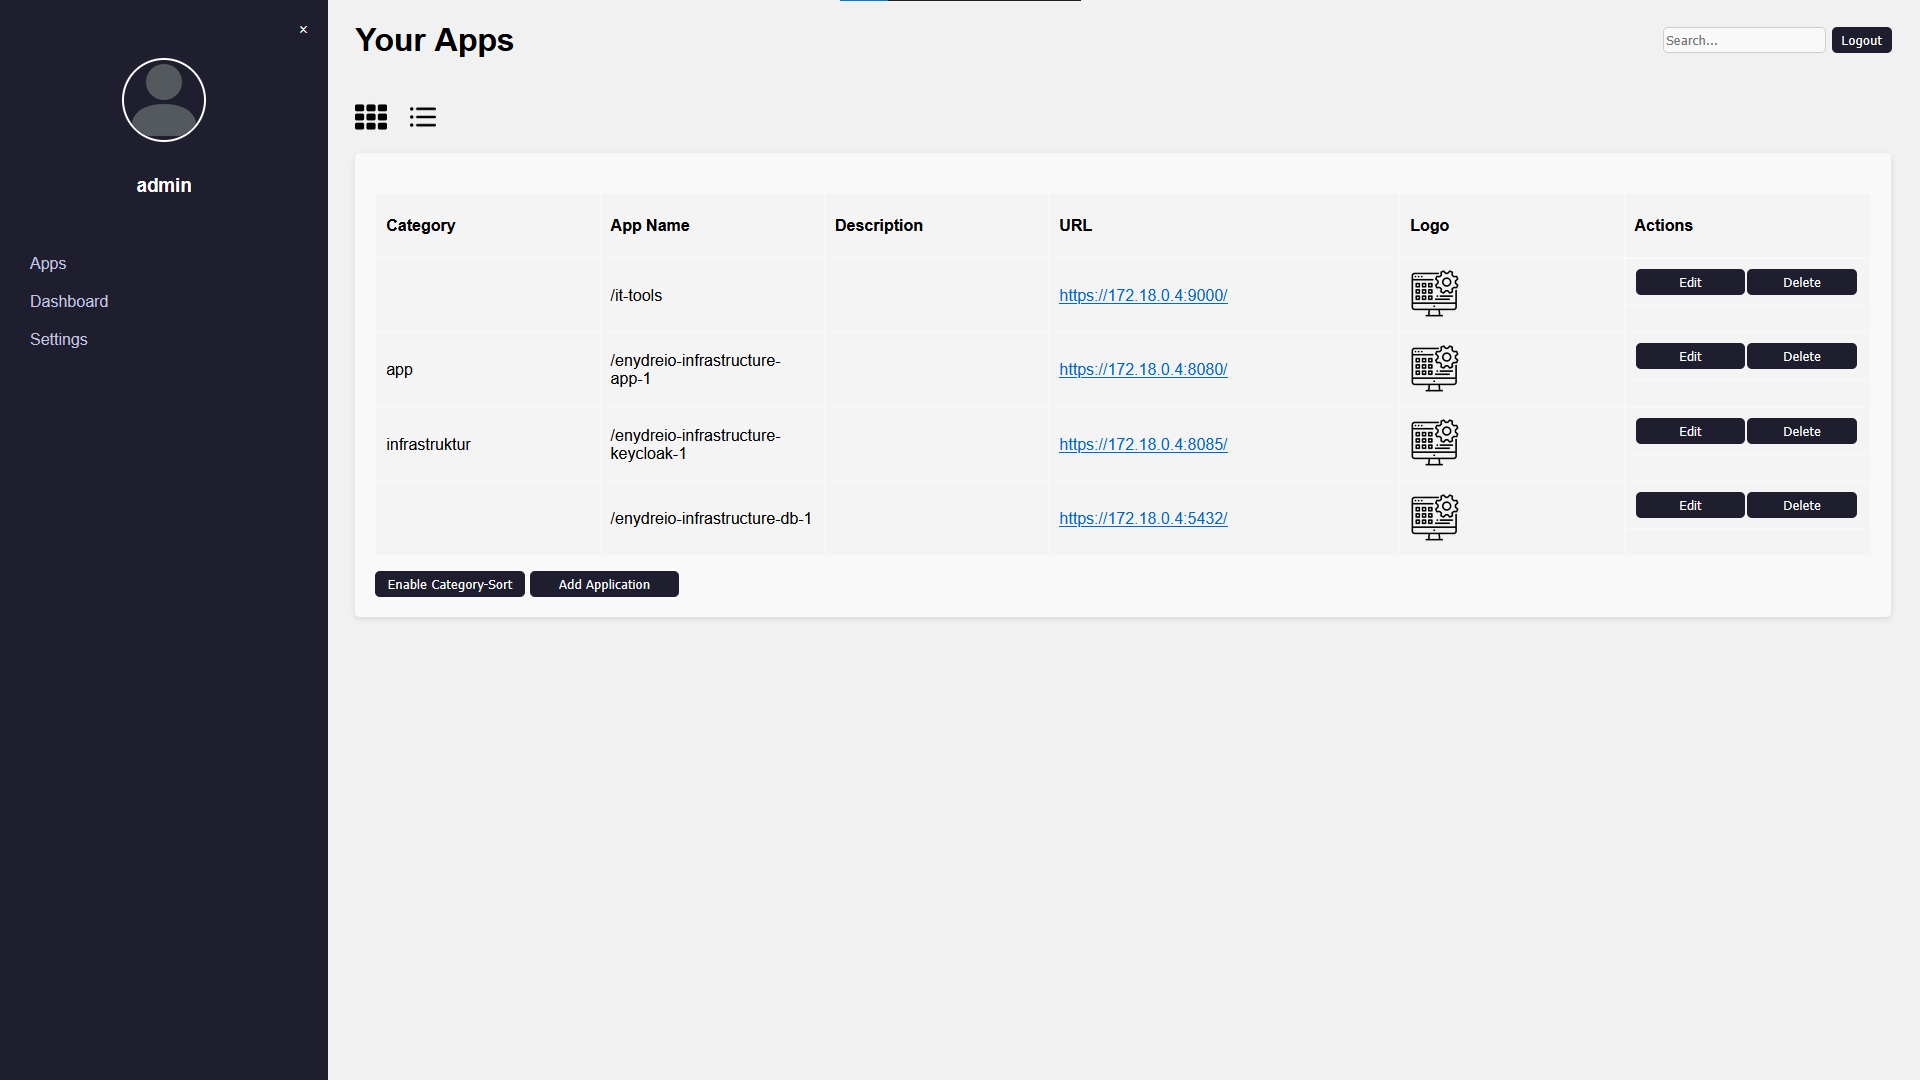 ×
admin
Apps
Dashboard
Settings
Your Apps
Search...
Logout
Category App Name Description URL Logo Actions
/it-tools https://172.18.0.4:9000/ Edit Delete
app /enydreio-infrastructure-
app-1 https://172.18.0.4:8080/ Edit Delete
infrastruktur /enydreio-infrastructure-
keycloak-1 https://172.18.0.4:8085/ Edit Delete
/enydreio-infrastructure-db-1 https://172.18.0.4:5432/ Edit Delete
Enable Category-Sort Add Application